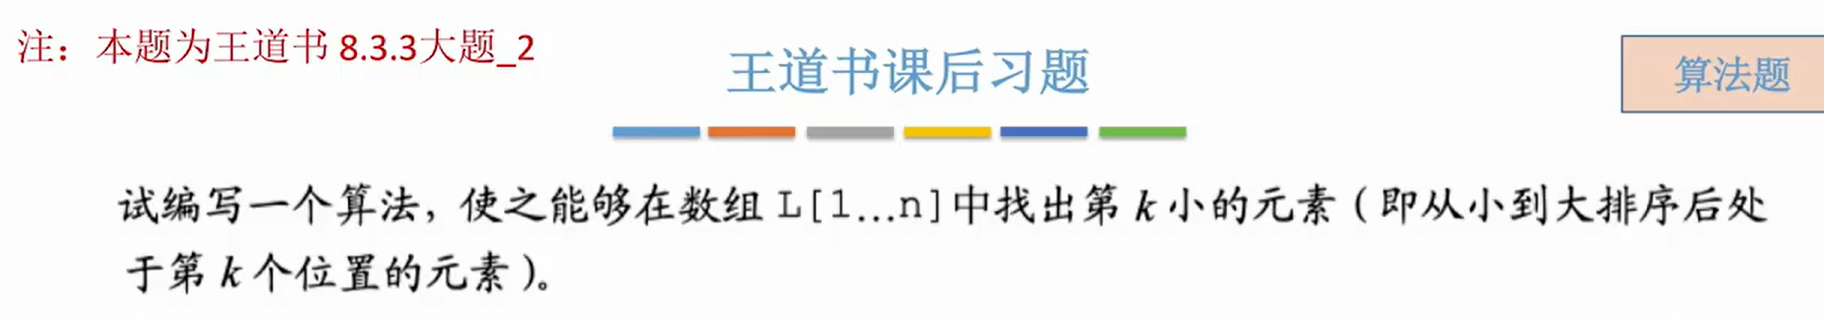 注：本题为王道书 8.3.3大题_2
王道书课后习题
算法题
试编写一个算法，使之能够在数组 L[1…n]中找出第 k 小的元素（即从小到大排序后处
于第 k 个位置的元素）。